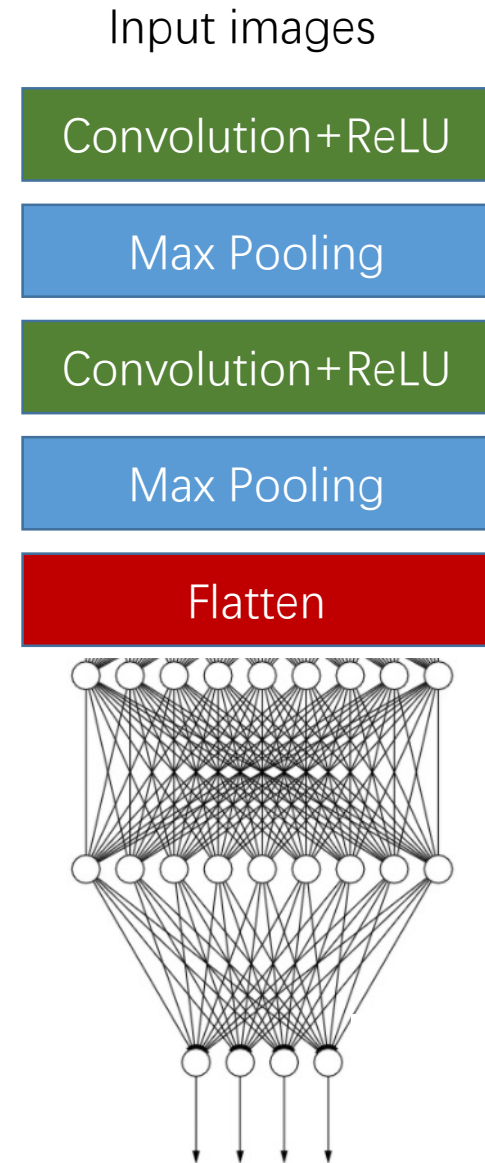 Input images
Convolution+ReLU
Max Pooling
Convolution+ReLU
Max Pooling
Flatten